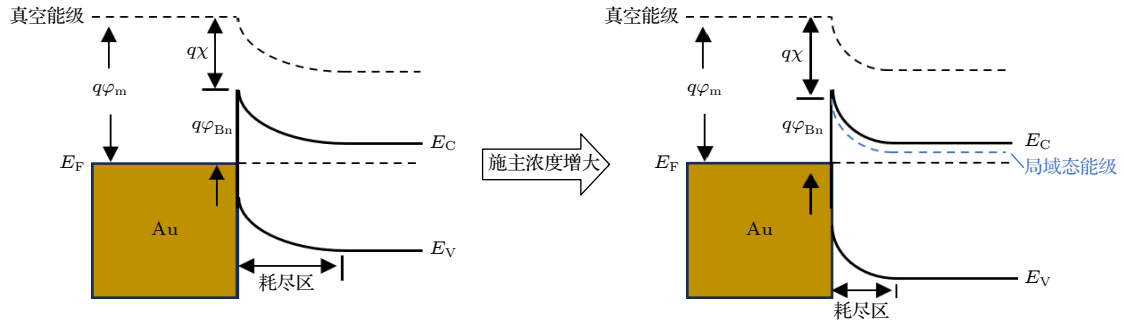 真空能级
qχ
qφm
qφBn
EC
EF
Au
EV
耗尽区
施主浓度增大
真空能级
qχ
qφm
qφBn
EC
局域态能级
EF
Au
EV
耗尽区